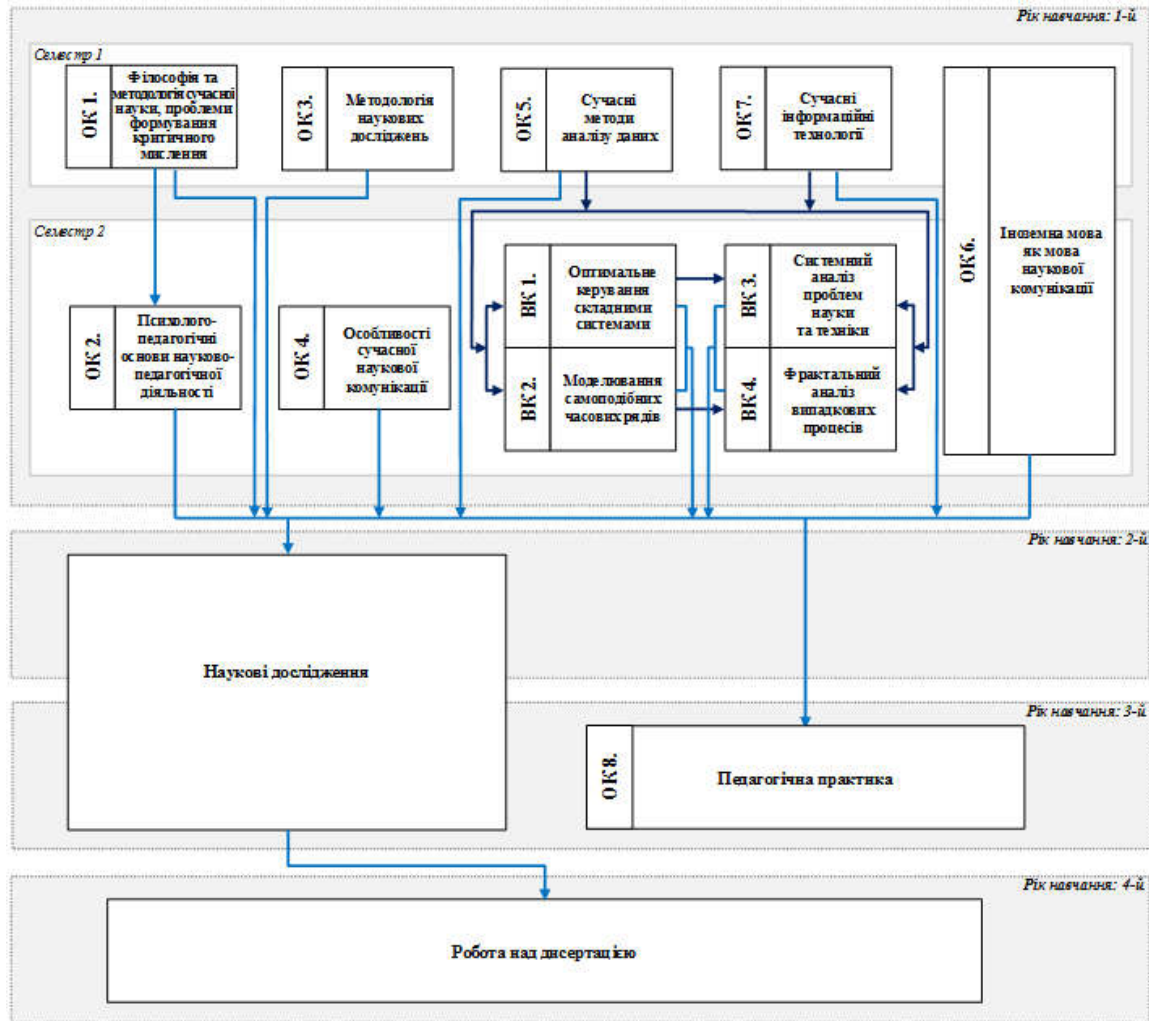 Рік навчання: 1-й
Семестр 1
ОК 1.
Філософія та
методологія сучасної
науки, проблеми
формування
критичного
мислення
ОК 3.
Методологія
наукових
досліджень
ОК 5.
Сучасні
методи
аналізу даних
ОК 7.
Сучасні
інформаційні
технології
ОК 6.
Іноземна мова
як мова
наукової
комунікації
Семестр 2
ОК 2.
Психолого-
педагогічні
основи науково-
педагогічної
діяльності
ОК 4.
Особливості
сучасної
наукової
комунікації
ВК 1.
Оптимальне
керування
складними
системами
ВК 3.
Системний
аналіз
проблем
науки
та техніки
ВК 2.
Моделювання
самоподібних
часових рядів
ВК 4.
Фрактальний
аналіз
випадкових
процесів
Рік навчання: 2-й
Наукові дослідження
Рік навчання: 3-й
ОК 8.
Педагогічна практика
Рік навчання: 4-й
Робота над дисертацією